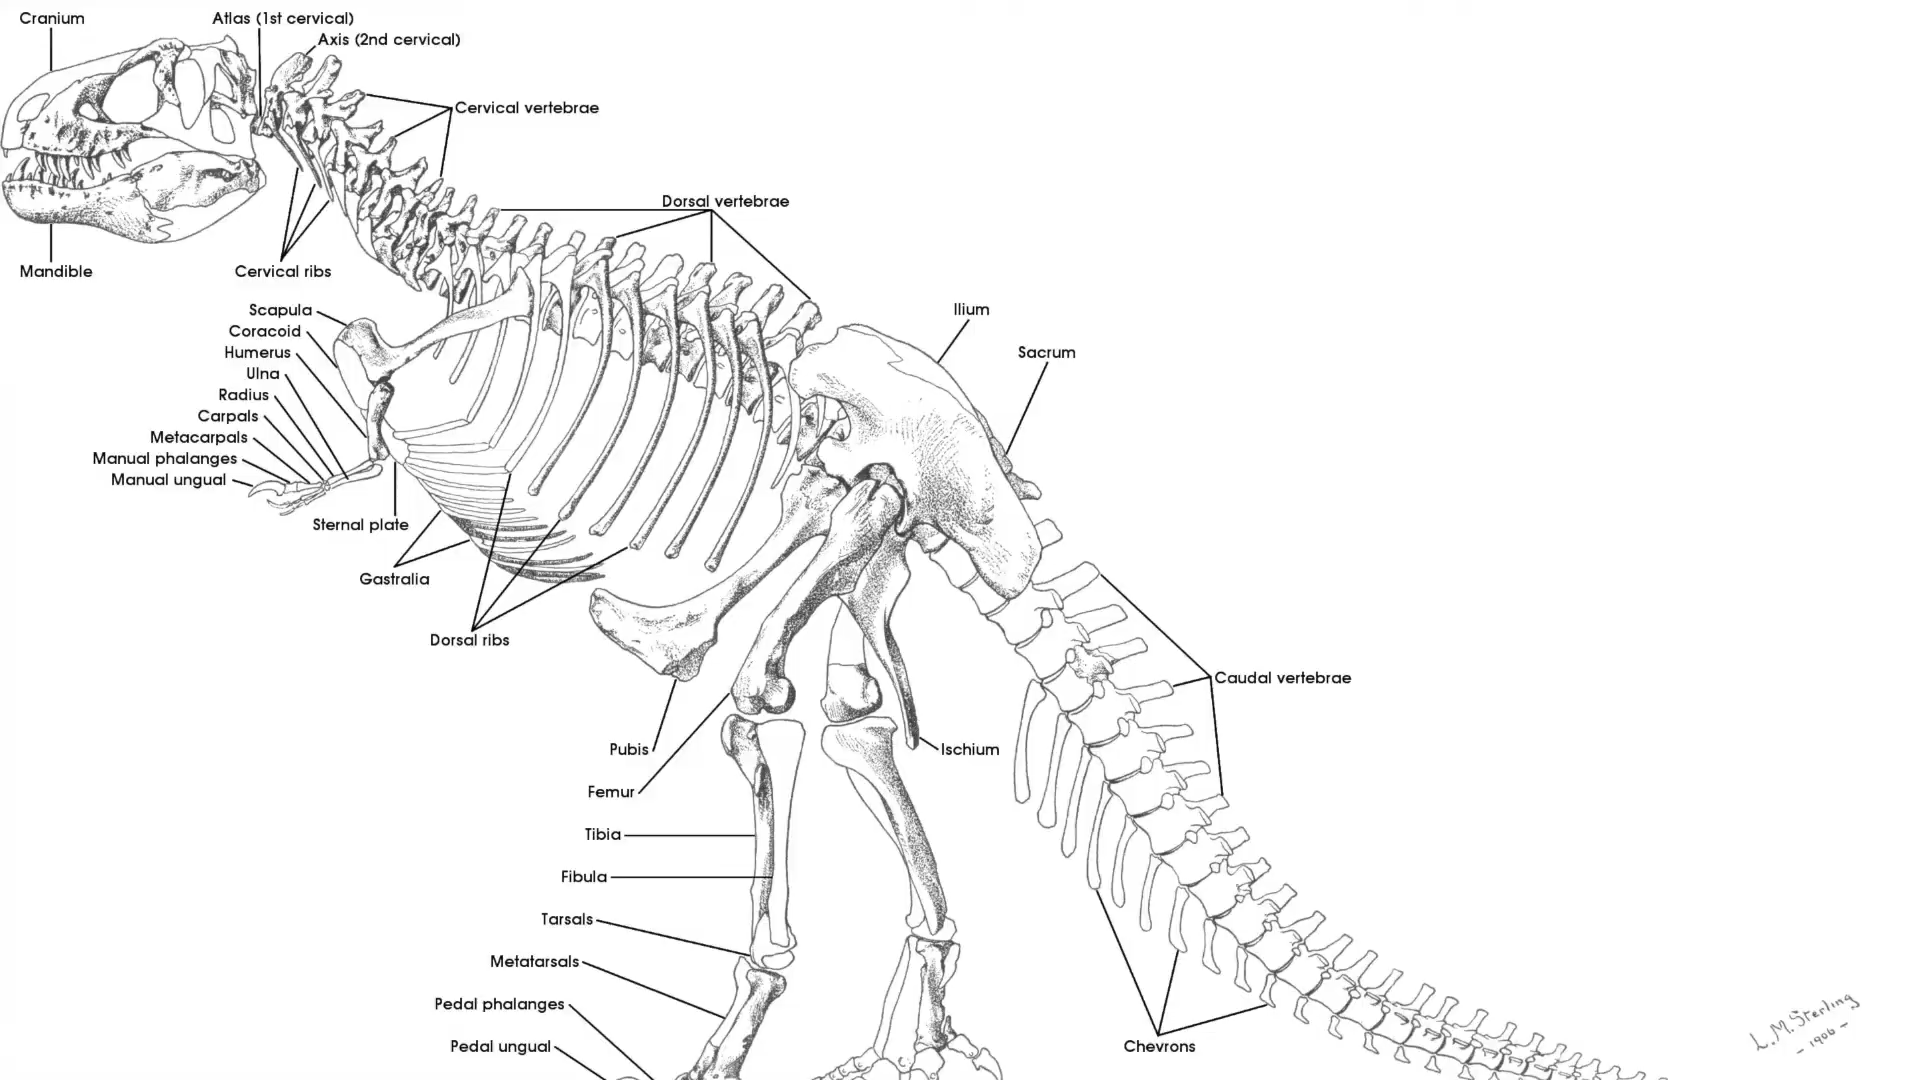 Cranium
Atlas (1st cervical)
Axis (2nd cervical)
Cervical vertebrae
Dorsal vertebrae
Mandible
Cervical ribs
Scapula
Coracoid
Humerus
Ulna
Radius
Carpals
Metacarpals
Manual phalanges
Manual ungual
Sternal plate
Gastralia
Dorsal ribs
Ilium
Sacrum
Caudal vertebrae
Pubis
Ischium
Femur
Tibia
Fibula
Tarsals
Metatarsals
Pedal phalanges
Pedal ungual
Chevrons
L.M. Sterling
- 1906 -